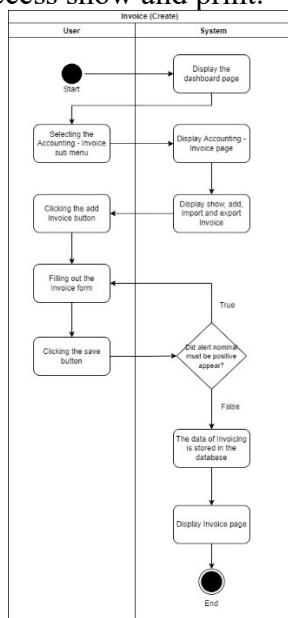 ccess show and print.
Invoice (Create)
User
System
Start
Display the
dashboard page
Selecting the
Accounting - Invoice
sub menu
Display Accounting -
Invoice page
Clicking the add
Invoice button
Display show, add,
import and export
Invoice
Filling out the
Invoice form
True
Clicking the save
button
Did alert nominal
must be positive
appear?
False
The data of Invoicing
is stored in the
database
Display Invoice page
End